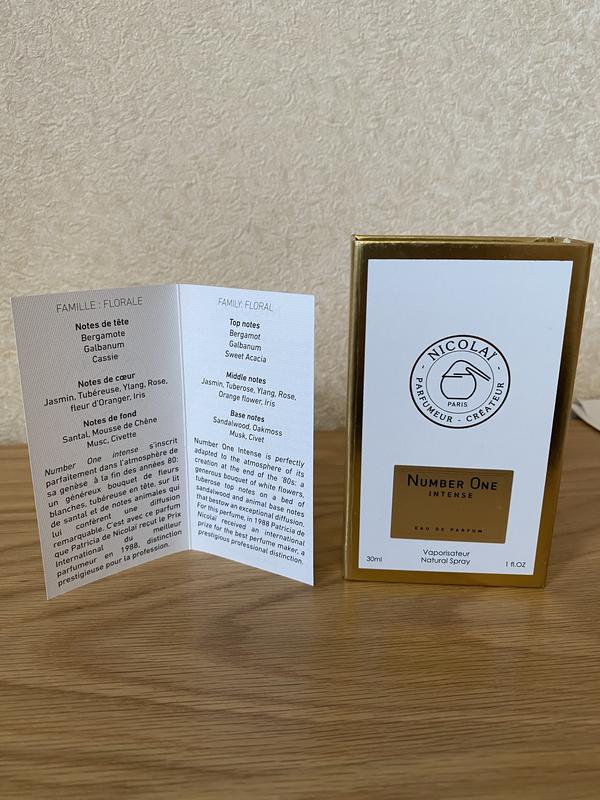 FAMILLE : FLORALE
Notes de tête
Bergamote
Galbanum
Cassie
Notes de cœur
Jasmin, Tubéreuse, Ylang, Rose,
fleur d'Oranger, Iris
Notes de fond
Santal, Mousse de Chêne
Musc, Civette
Number One intense s'inscrit
parfaitement dans l'atmosphère de
sa genèse à la fin des années 80:
un généreux bouquet de fleurs
blanches, tubéreuse en tête, sur lit
de santal et de notes animales qui
lui confèrent une diffusion
remarquable. C'est avec ce parfum
que Patricia de Nicolaï reçut le Prix
International du meilleur
parfumeur en 1988, distinction
prestigieuse pour la profession.
FAMILY: FLORAL
Top notes
Bergamot
Galbanum
Sweet Acacia
Middle notes
Jasmin, Tuberose, Ylang, Rose,
Orange flower, Iris
Base notes
Sandalwood, Oakmoss
Musk, Civet
Number One Intense is perfectly
adapted to the atmosphere of its
creation at the end of the '80s: a
generous bouquet of white flowers,
tuberose top notes on a bed of
sandalwood and animal base notes
that bestow an exceptional diffusion.
For this perfume, in 1988 Patricia de
Nicolaï received an international
prize for the best perfume maker, a
prestigious professional distinction.
- NICOLAÏ -
PARFUMEUR - CRÉATEUR
PARIS
NUMBER ONE
INTENSE
EAU DE PARFUM
Vaporisateur
30ml Natural Spray 1 fl.OZ